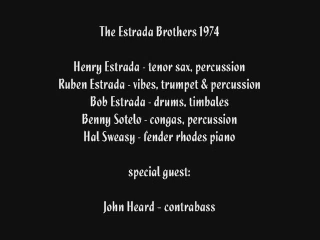 The Estrada Brothers 1974
Henry Estrada - tenor sax, percussion
Ruben Estrada - vibes, trumpet & percussion
Bob Estrada - drums, timbales
Benny Sotelo - congas, percussion
Hal Sweasy - fender rhodes piano
special guest:
John Heard - contrabass